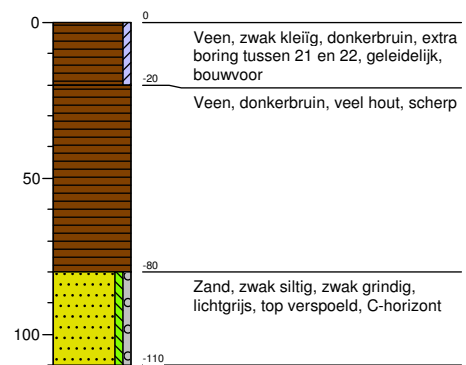 0
0
Veen, zwak kleiïg, donkerbruin, extra
boring tussen 21 en 22, geleidelijk,
bouwvoor
-20
Veen, donkerbruin, veel hout, scherp
50
-80
Zand, zwak siltig, zwak grindig,
lichtgrijs, top verspoeld, C-horizont
100
-110